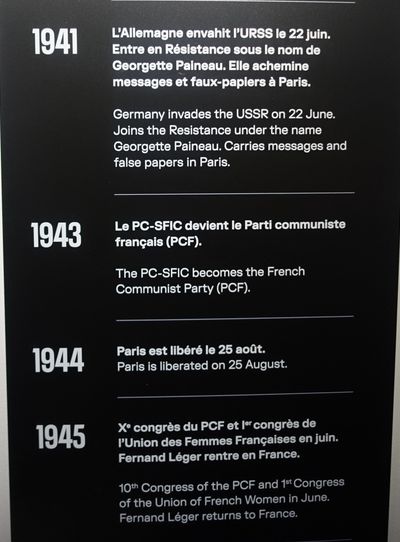 1941
L'Allemagne envahit l'URSS le 22 juin.
Entre en Résistance sous le nom de
Georgette Paineau. Elle achemine
messages et faux-papiers à Paris.
Germany invades the USSR on 22 June.
Joins the Resistance under the name
Georgette Paineau. Carries messages and
false papers in Paris.
1943
Le PC-SFIC devient le Parti communiste
français (PCF).
The PC-SFIC becomes the French
Communist Party (PCF).
1944
Paris est libéré le 25 août.
Paris is liberated on 25 August.
1945
Xe congrès du PCF et Ier congrès de
l'Union des Femmes Françaises en juin.
Fernand Léger rentre en France.
10th Congress of the PCF and 1st Congress
of the Union of French Women in June.
Fernand Léger returns to France.